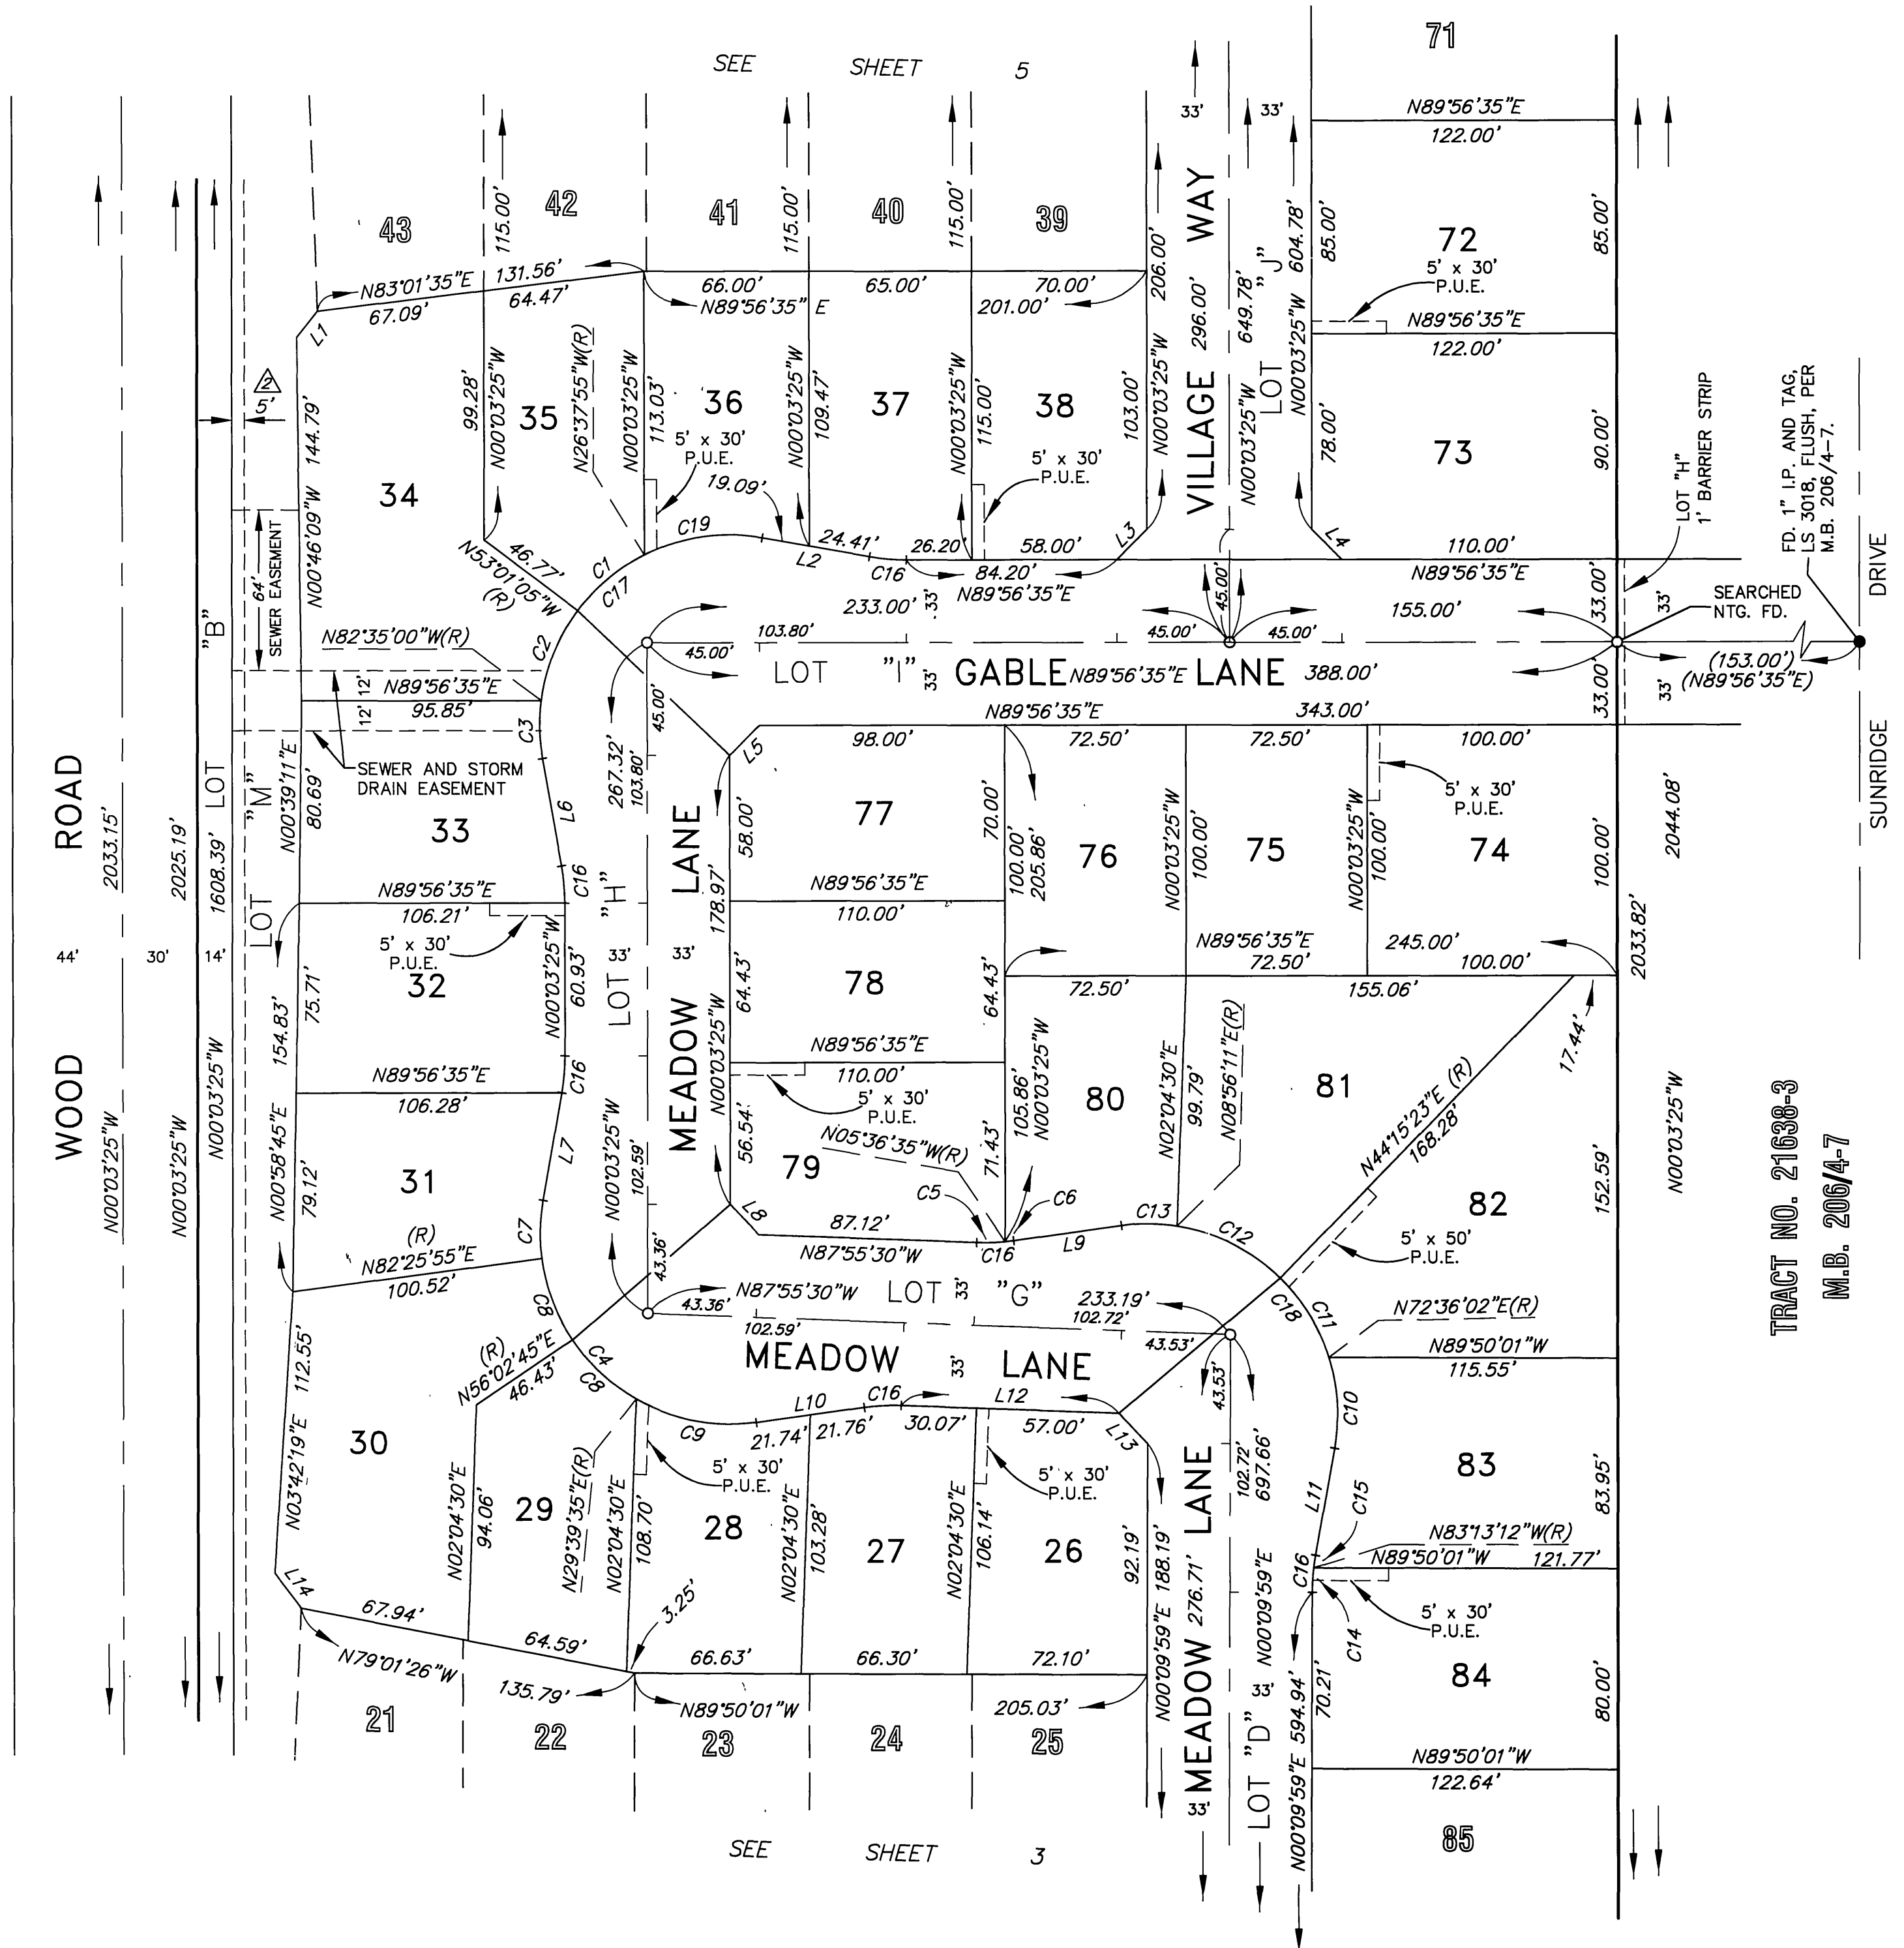 SEE SHEET 5
71
N89°56'35"E
122.00'
33'
33'
43
42
41
40
39
115.00'
115.00'
115.00'
206.00'
VILLAGE WAY
296.00'
649.78'
LOT "J"
604.78'
85.00'
72
85.00'
5' x 30'
P.U.E.
N89°56'35"E
122.00'
N83°01'35"E
131.56'
67.09'
64.47'
66.00'
65.00'
70.00'
N89°56'35" E
201.00'
L1
2
5'
144.79'
N00°46'09"W
34
99.28'
N00°03'25"W
35
N26°37'55"W(R)
N00°03'25"W
113.03'
36
5' x 30'
P.U.E.
19.09'
N00°03'25"W
109.47'
37
N00°03'25"W
115.00'
38
5' x 30'
P.U.E.
103.00'
N00°03'25"W
N00°03'25"W
N00°03'25"W
78.00'
73
90.00'
LOT "H"
1' BARRIER STRIP
FD. 1" I.P. AND TAG,
LS 3018, FLUSH, PER
M.B. 206/4-7.
C19
L2
24.41'
C16
26.20'
58.00'
L3
L4
110.00'
84.20'
N89°56'35"E
N89°56'35"E
46.77'
N53°01'05"W
(R)
C1
C17
C2
64'
SEWER EASEMENT
"B"
N82°35'00"W(R)
233.00'
33'
45.00'
155.00'
33.00'
33'
SEARCHED
NTG. FD.
DRIVE
103.80'
45.00'
45.00'
45.00'
LOT "I"
33'
GABLE
N89°56'35"E
LANE
388.00'
(153.00')
(N89°56'35"E)
33.00'
33'
12'
N89°56'35"E
12'
95.85'
C3
45.00'
N89°56'35"E
343.00'
98.00'
72.50'
72.50'
100.00'
L5
SEWER AND STORM
DRAIN EASEMENT
ROAD
2033.15'
2025.19'
1608.39'
LOT
LOT "M"
N00°39'11"E
80.69'
33
L6
267.32'
103.80'
LANE
58.00'
178.97'
77
70.00'
100.00'
205.86'
76
N00°03'25"W
100.00'
75
N00°03'25"W
100.00'
5' x 30'
P.U.E.
74
100.00'
2044.08'
SUNRIDGE
N89°56'35"E
106.21'
C16
5' x 30'
P.U.E.
"H"
N89°56'35"E
110.00'
44'
30'
14'
33'
33'
N89°56'35"E
72.50'
245.00'
100.00'
2033.82'
32
154.83'
75.71'
N00°03'25"W
60.93'
LOT
MEADOW
N00°03'25"W
64.43'
78
64.43'
72.50'
155.06'
17.44'
N89°56'35"E
106.28'
C16
N89°56'35"E
110.00'
5' x 30'
P.U.E.
105.86'
N00°03'25"W
80
N02°04'30"E
99.79'
N08°56'11"E(R)
81
N44°15'23"E (R)
168.28'
WOOD
N00°03'25"W
N00°03'25"W
N00°03'25"W
N00°58'45"E
79.12'
31
L7
N00°03'25"W
102.59'
56.54'
79
N05°36'35"W(R)
71.43'
C5
C6
82
5' x 50'
P.U.E.
152.59'
N00°03'25"W
TRACT NO. 21638-3
M.B. 206/4-7
(R)
N82°25'55"E
100.52'
C7
L8
87.12'
N87°55'30"W
C16
L9
C13
C12
43.36'
C8
43.36'
N87°55'30"W
LOT
33'
"G"
233.19'
102.59'
102.72'
43.53'
C18
C11
N72°36'02"E(R)
N89°50'01"W
115.55'
112.55'
(R)
N56°02'45"E
46.43'
C4
C8
MEADOW
33'
LANE
43.53'
C9
L10
21.74'
21.76'
C16
30.07'
L12
57.00'
L13
C10
30
N03°42'19"E
N02°04'30"E
94.06'
29
N29°39'35"E(R)
N02°04'30"E
108.70'
5' x 30'
P.U.E.
28
N02°04'30"E
103.28'
27
N02°04'30"E
106.14'
5' x 30'
P.U.E.
26
92.19'
188.19'
N00°09'59"E
LANE
276.71'
MEADOW
102.72'
697.66'
N00°09'59"E
L11
C15
83
83.95'
N83°13'12"W(R)
N89°50'01"W
121.77'
C16
C14
5' x 30'
P.U.E.
L14
67.94'
N79°01'26"W
64.59'
135.79'
3.25'
66.63'
66.30'
72.10'
N89°50'01"W
205.03'
33'
LOT "D"
33'
N00°09'59"E
594.94'
70.21'
84
80.00'
21
22
23
24
25
N89°50'01"W
122.64'
85
SEE SHEET 3